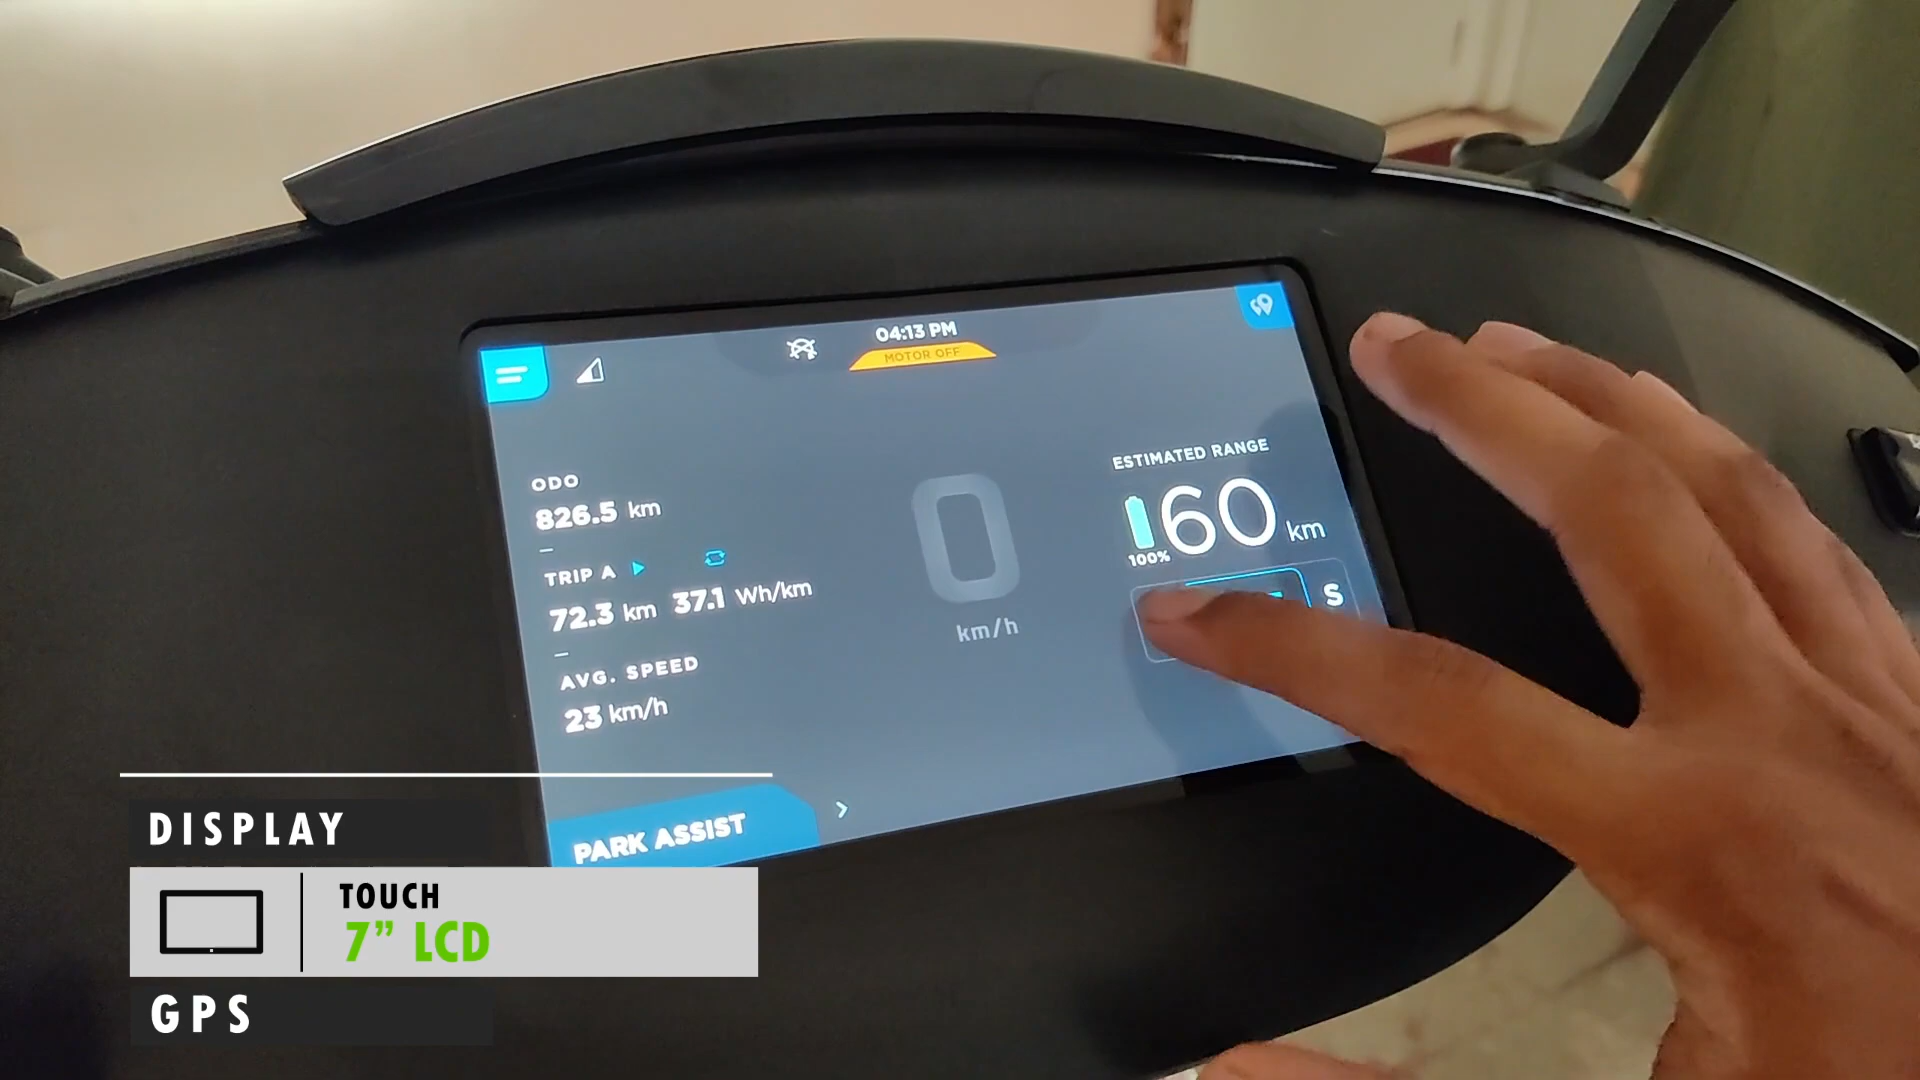 04:13 PM
MOTOR OFF
ODO
826.5 km
TRIP A
72.3 km 37.1 Wh/km
AVG. SPEED
23 km/h
0
km/h
ESTIMATED RANGE
60 km
100%
S
PARK ASSIST
DISPLAY
TOUCH
7” LCD
GPS